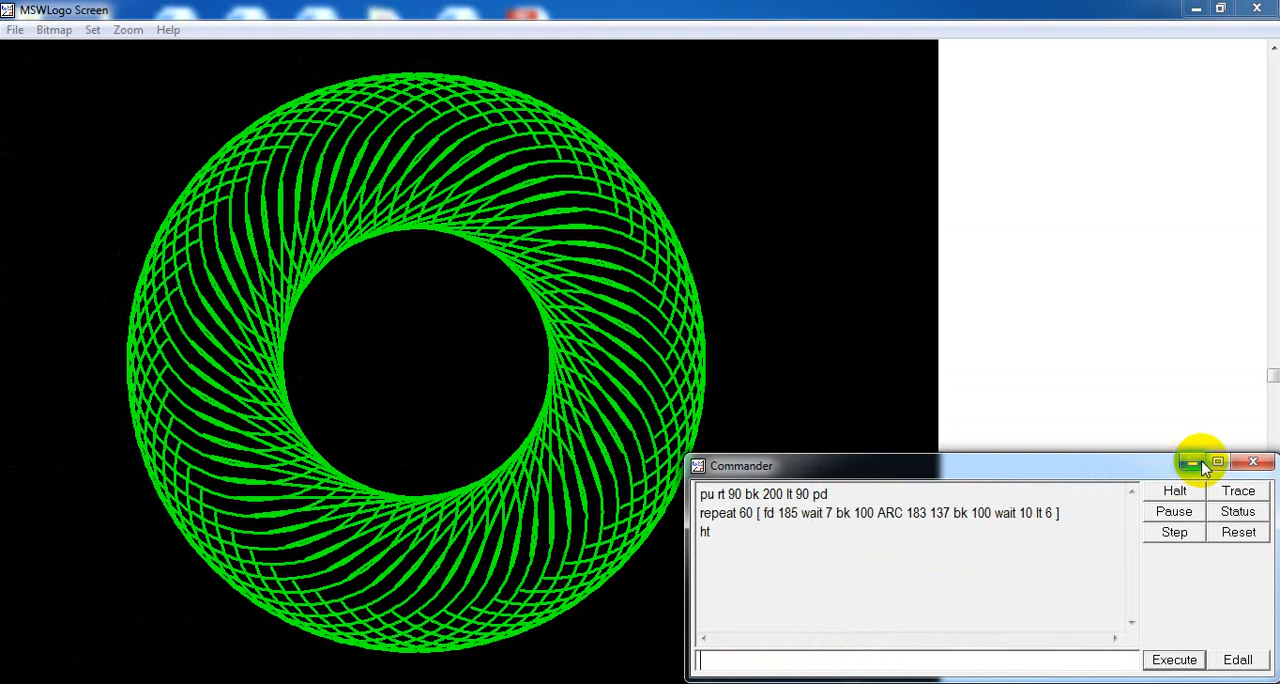 MSWLogo Screen
File Bitmap Set Zoom Help
Commander
pu rt 90 bk 200 lt 90 pd
repeat 60 [ fd 185 wait 7 bk 100 ARC 183 137 bk 100 wait 10 lt 6 ]
ht
Halt Trace
Pause Status
Step Reset
Execute Edall